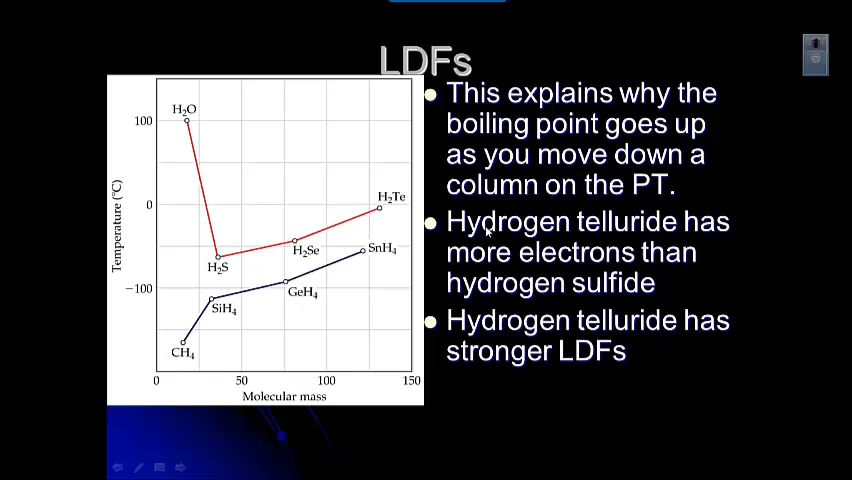 LDFs
This explains why the
boiling point goes up
as you move down a
column on the PT.
Hydrogen telluride has
more electrons than
hydrogen sulfide
Hydrogen telluride has
stronger LDFs
Temperature (°C)
100
0
−100
H₂O
H₂S
H₂Se
H₂Te
CH₄
SiH₄
GeH₄
SnH₄
0 50 100 150
Molecular mass